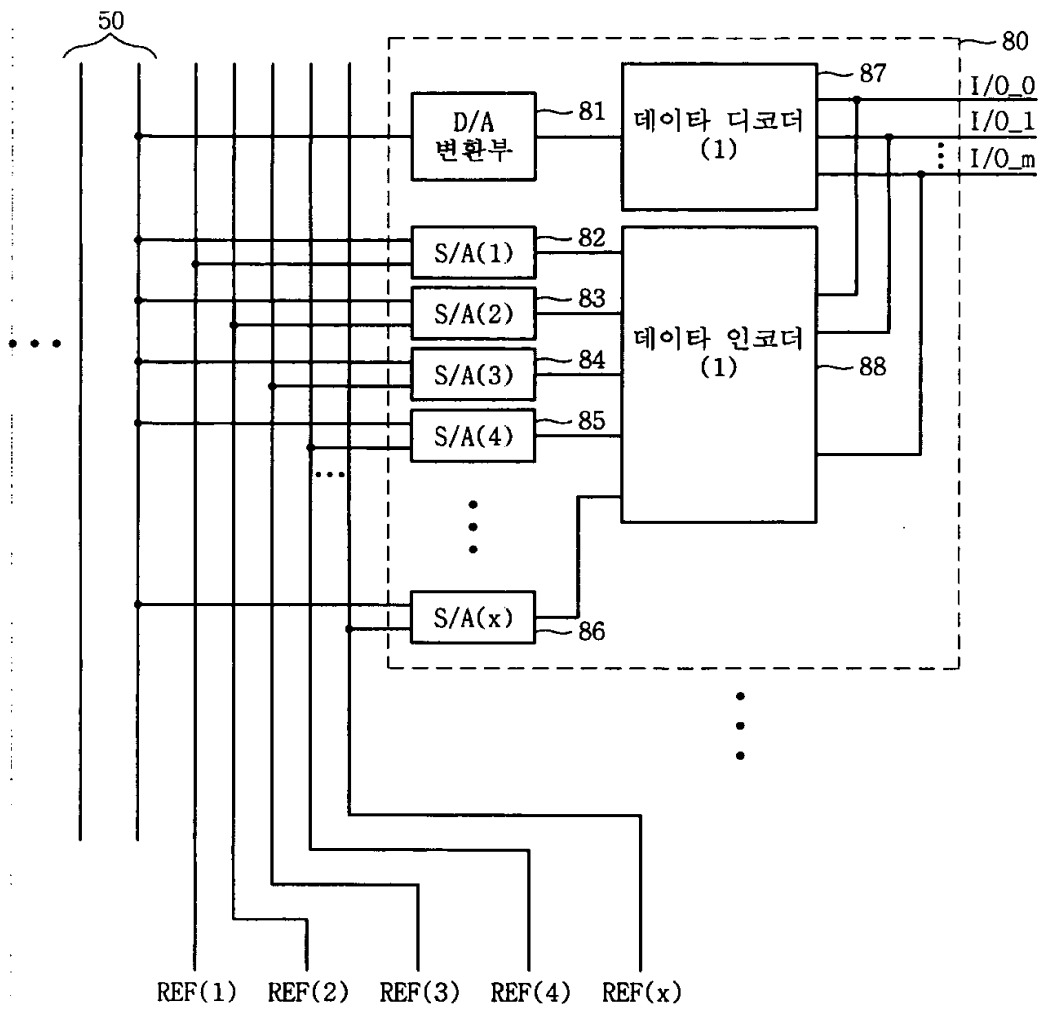 50
80
87
I/O_0
81
D/A
변환부
데이타 디코더
(1)
I/O_1
I/O_m
S/A(1)
82
S/A(2)
83
데이타 인코더
(1)
S/A(3)
84
88
S/A(4)
85
S/A(x)
86
REF(1)
REF(2)
REF(3)
REF(4)
REF(x)